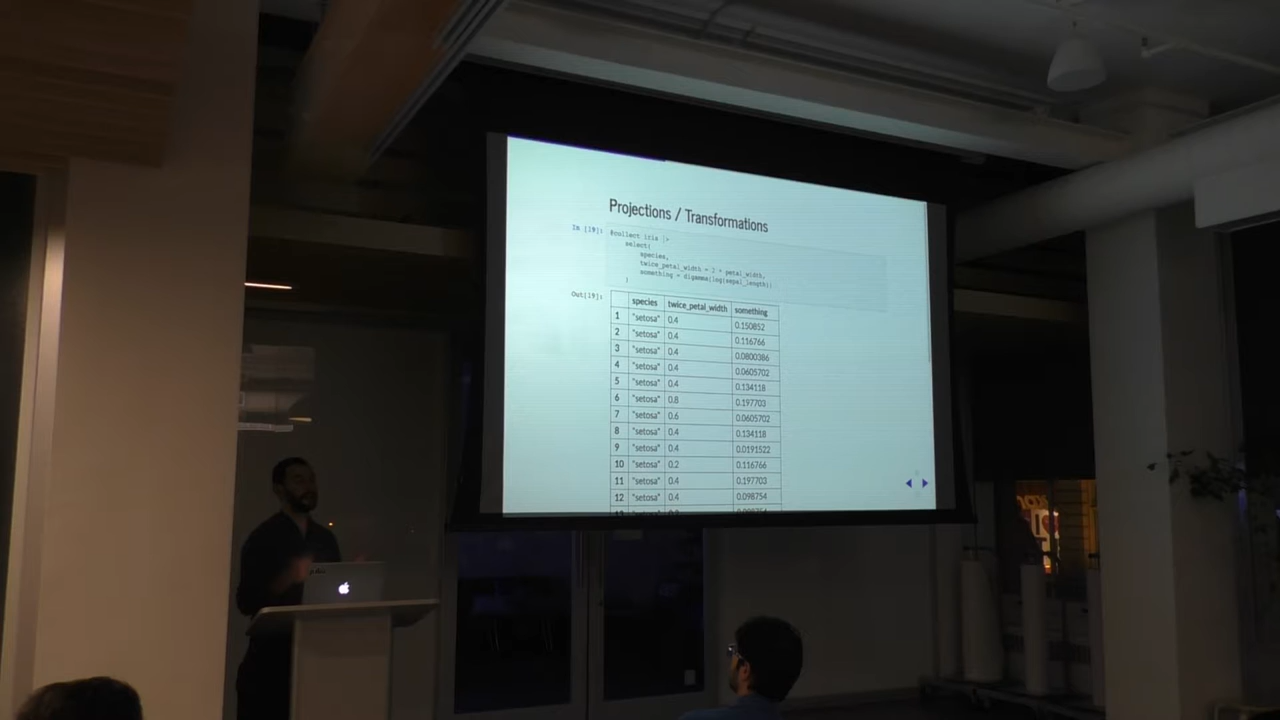 Projections / Transformations
In [19]: @collect iris |>
select(
species,
twice_petal_width = 2 * petal_width,
something = digamma(log(sepal_length));
)
Out[19]:
species twice_petal_width something
1 "setosa" 0.4 0.150852
2 "setosa" 0.4 0.116766
3 "setosa" 0.4 0.0800386
4 "setosa" 0.4 0.0605702
5 "setosa" 0.4 0.134118
6 "setosa" 0.8 0.197703
7 "setosa" 0.6 0.0605702
8 "setosa" 0.4 0.134118
9 "setosa" 0.4 0.0191522
10 "setosa" 0.2 0.116766
11 "setosa" 0.4 0.197703
12 "setosa" 0.4 0.098754